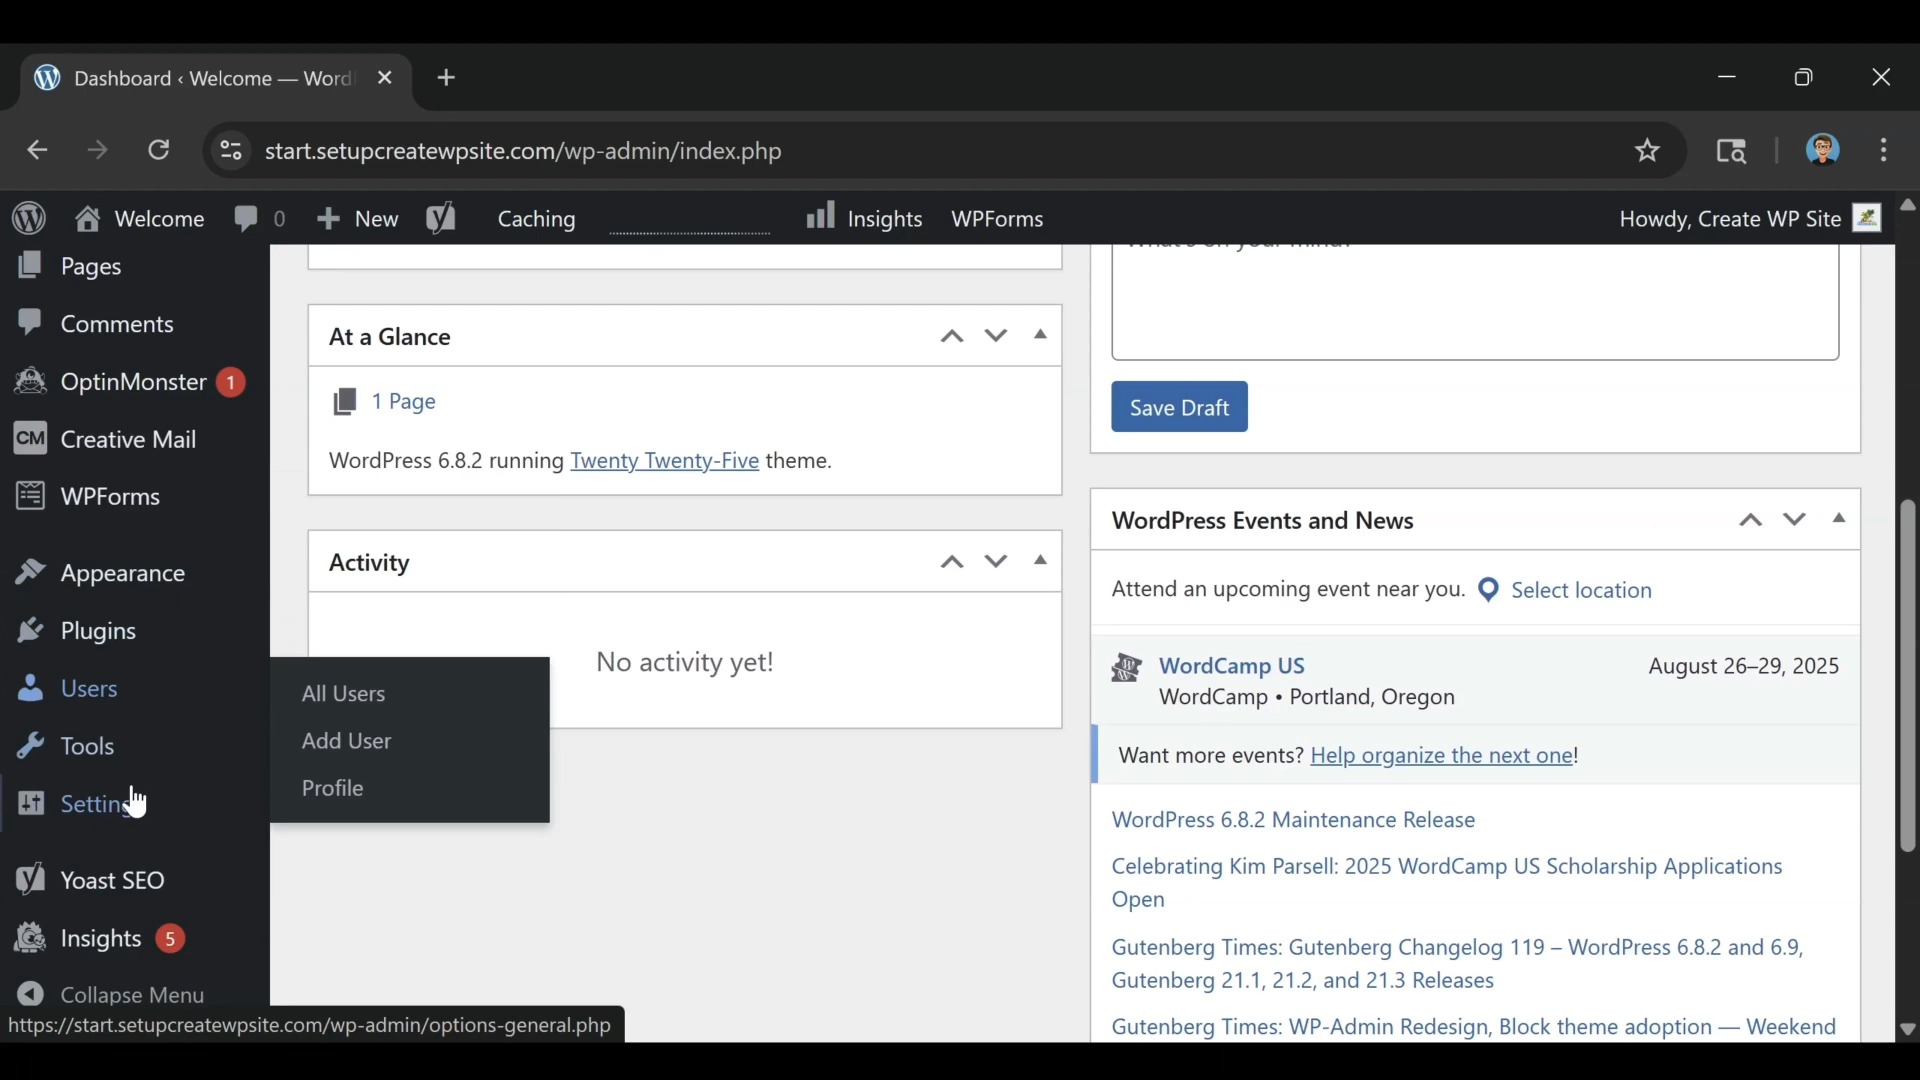 Dashboard ‹ Welcome — Word
start.setupcreatewpsite.com/wp-admin/index.php
Welcome 0 New Caching Insights WPForms Howdy, Create WP Site
Pages
Comments
OptinMonster 1
CM Creative Mail
WPForms
Appearance
Plugins
Users
Tools
Setting
Yoast SEO
Insights 5
Collapse Menu
All Users
Add User
Profile
At a Glance
1 Page
WordPress 6.8.2 running Twenty Twenty-Five theme.
Activity
No activity yet!
What's on your mind?
Save Draft
WordPress Events and News
Attend an upcoming event near you. Select location
WordCamp US August 26–29, 2025
WordCamp • Portland, Oregon
Want more events? Help organize the next one!
WordPress 6.8.2 Maintenance Release
Celebrating Kim Parsell: 2025 WordCamp US Scholarship Applications
Open
Gutenberg Times: Gutenberg Changelog 119 – WordPress 6.8.2 and 6.9,
Gutenberg 21.1, 21.2, and 21.3 Releases
Gutenberg Times: WP-Admin Redesign, Block theme adoption — Weekend
https://start.setupcreatewpsite.com/wp-admin/options-general.php